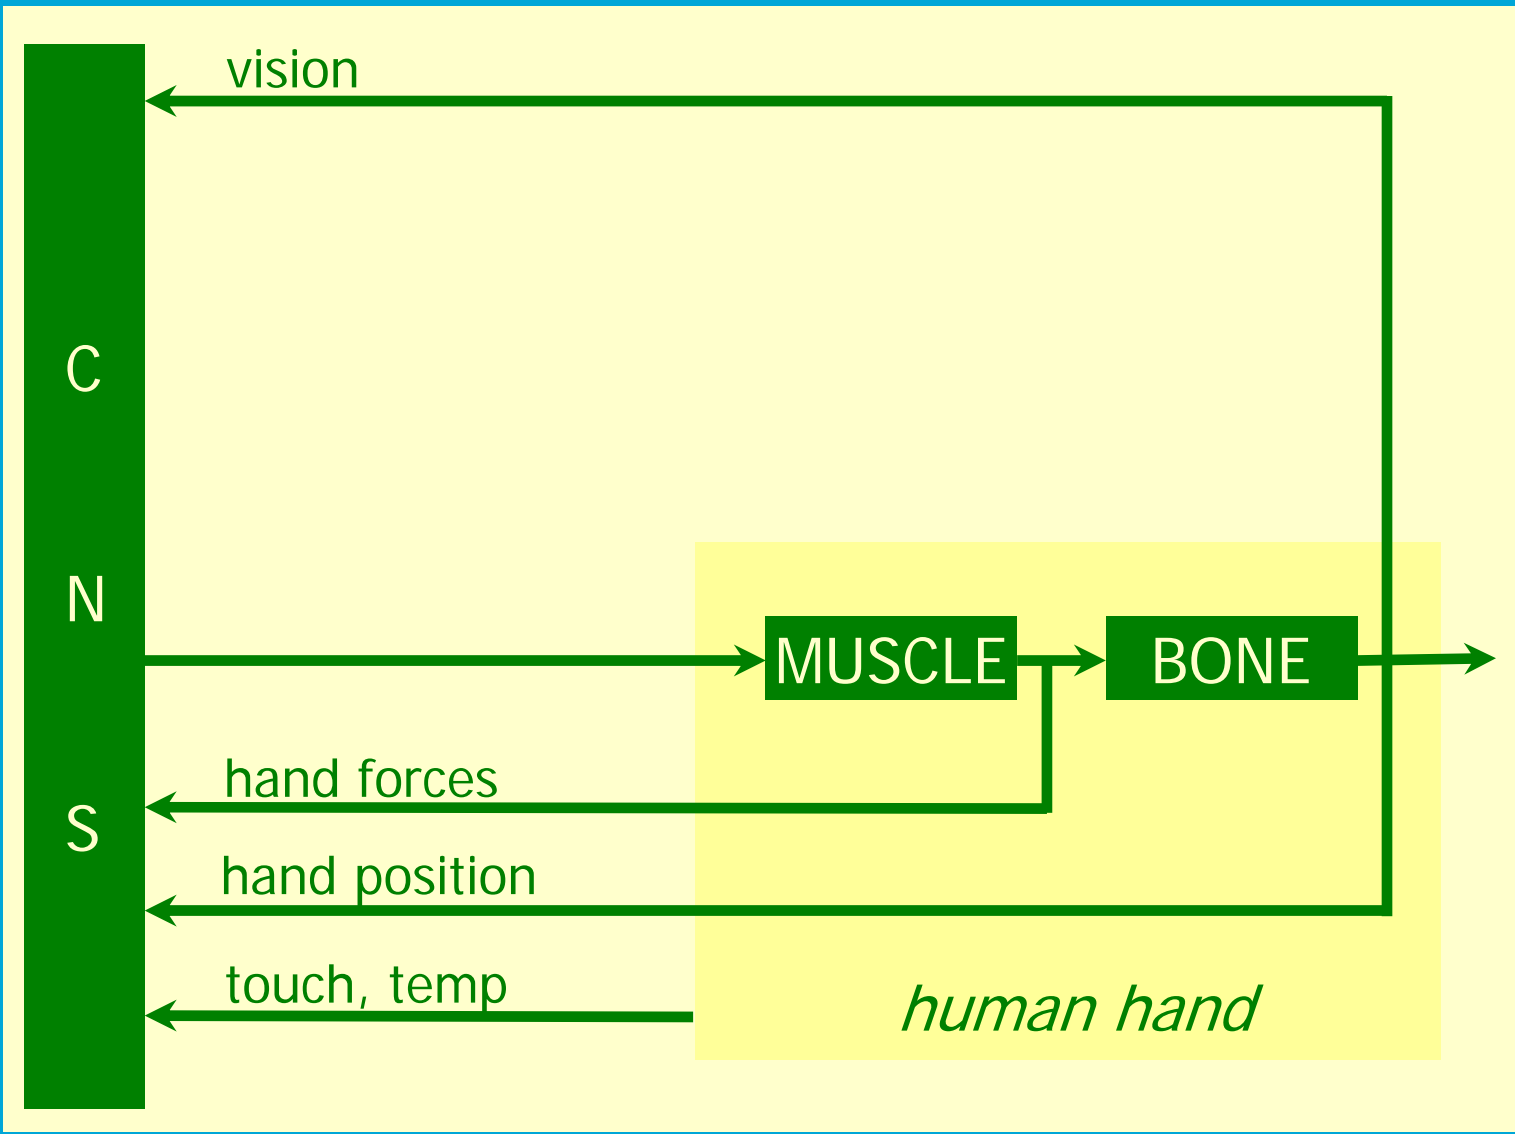 vision
C
N
S
MUSCLE
BONE
hand forces
hand position
touch, temp
human hand